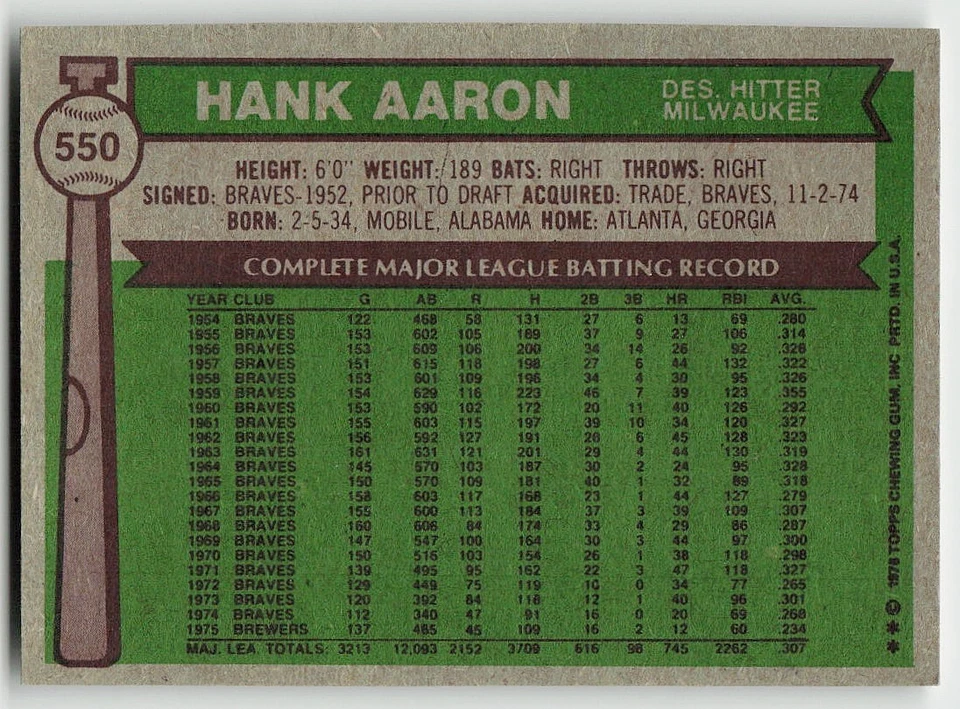 T
550
HANK AARON
DES. HITTER
MILWAUKEE
HEIGHT: 6'0" WEIGHT: 189 BATS: RIGHT THROWS: RIGHT
SIGNED: BRAVES-1952, PRIOR TO DRAFT ACQUIRED: TRADE, BRAVES, 11-2-74
BORN: 2-5-34, MOBILE, ALABAMA HOME: ATLANTA, GEORGIA
COMPLETE MAJOR LEAGUE BATTING RECORD
YEAR CLUB G AB R H 2B 3B HR RBI AVG.
1954 BRAVES 122 468 58 131 27 6 13 69 .280
1955 BRAVES 153 602 105 189 37 9 27 106 .314
1956 BRAVES 153 609 106 200 34 14 26 92 .328
1957 BRAVES 151 615 118 198 27 6 44 132 .322
1958 BRAVES 153 601 109 196 34 4 30 95 .326
1959 BRAVES 154 629 116 223 46 7 39 123 .355
1960 BRAVES 153 590 102 172 20 11 40 126 .292
1961 BRAVES 155 603 115 197 39 10 34 120 .327
1962 BRAVES 156 592 127 191 28 6 45 128 .323
1963 BRAVES 161 631 121 201 29 4 44 130 .319
1964 BRAVES 145 570 103 187 30 2 24 95 .328
1965 BRAVES 150 570 109 181 40 1 32 89 .318
1966 BRAVES 158 603 117 168 23 1 44 127 .279
1967 BRAVES 155 600 113 184 37 3 39 109 .307
1968 BRAVES 160 606 84 174 33 4 29 86 .287
1969 BRAVES 147 547 100 164 30 3 44 97 .300
1970 BRAVES 150 516 103 154 26 1 38 118 .298
1971 BRAVES 139 495 95 162 22 3 47 118 .327
1972 BRAVES 129 449 75 119 10 0 34 77 .265
1973 BRAVES 120 392 84 118 12 1 40 96 .301
1974 BRAVES 112 340 47 91 16 0 20 69 .268
1975 BREWERS 137 465 45 109 16 2 12 60 .234
MAJ. LEA. TOTALS: 3213 12,093 2152 3709 616 98 745 2262 .307
** © 1976 TOPPS CHEWING GUM, INC PRTD. IN U.S.A.